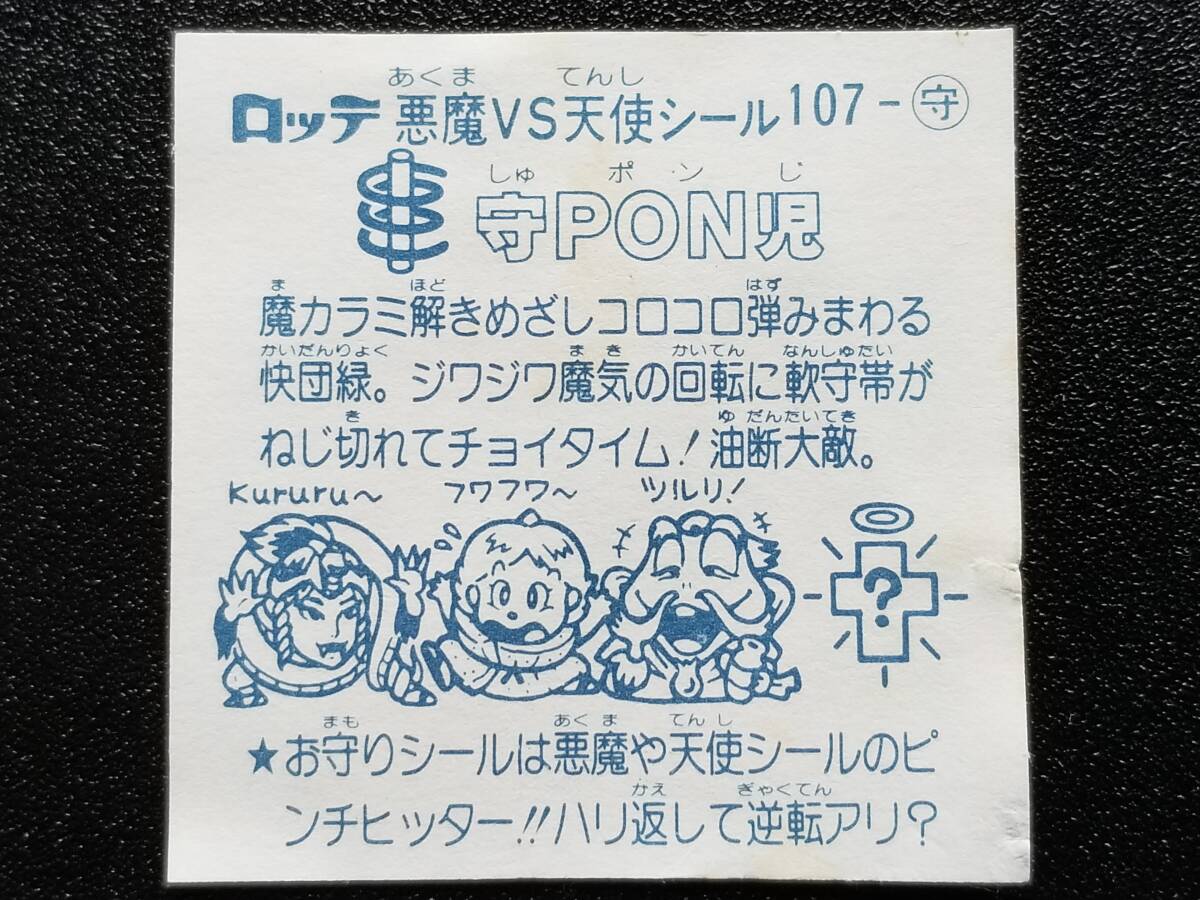 あくま てんし
ロッテ 悪魔VS天使シール107-守
しゅ ポン じ
守PON児
ま ほど はず
魔カラミ解きめざしコロコロ弾みまわる
かいだんりょく まき かいてん なんしゅたい
快団緑。ジワジワ魔気の回転に軟守帯が
き ゆだんたいてき
ねじ切れてチョイタイム!油断大敵。
Kururu〜 フワフワ〜 ツルリ!
?
まも あくま てんし
★お守りシールは悪魔や天使シールのピ
かえ ぎゃくてん
ンチヒッター!!ハリ返して逆転アリ?